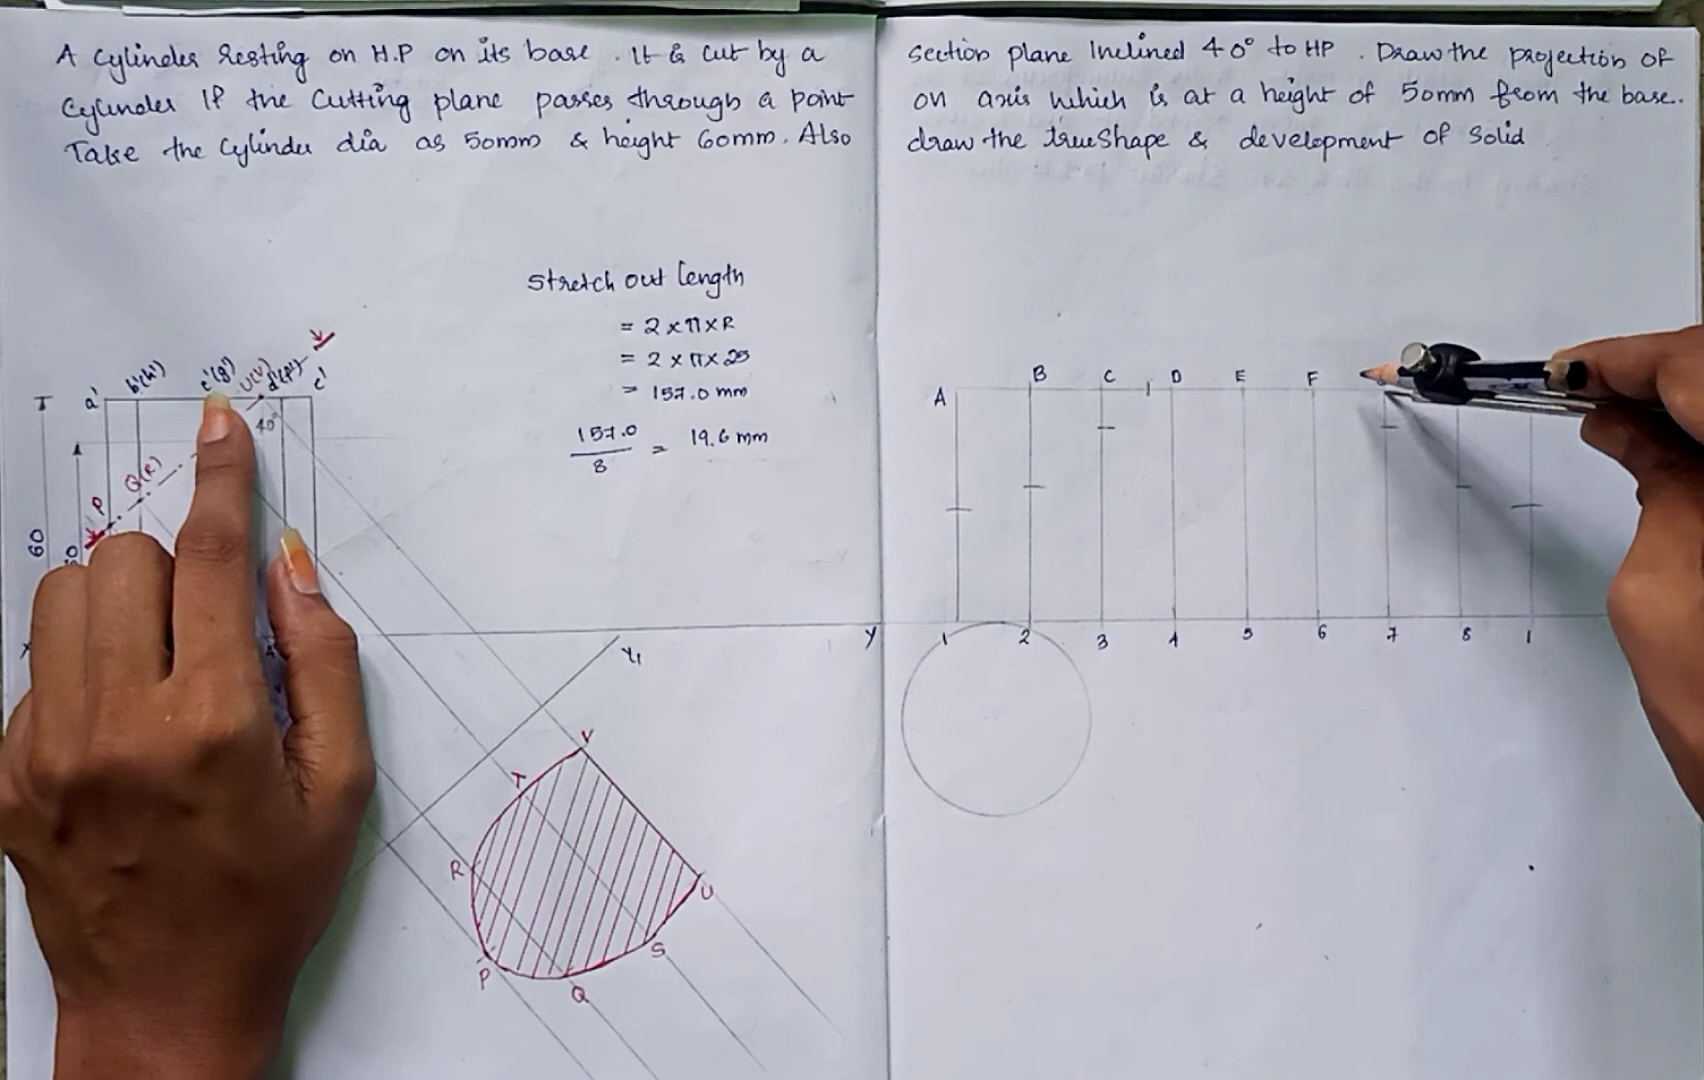 A Cylinder Resting on H.P on its base . It is cut by a section plane Inclined 40° to HP . Draw the projection of
Cylinder If the Cutting plane passes through a point on axis which is at a height of 50mm from the base..
Take the Cylinder dia as 50mm & height 60mm. Also draw the trueShape & development of Solid
Stretch out length
= 2 × π × R
= 2 × π × 25
= 157.0 mm
157.0
8
= 19.6 mm
a' b'(h') c'(g') U(V) d'(f') e'
40°
P Q(R)
60
X Y
Y1
V
T
R
U
S
P
Q
A B C D E F
1 2 3 4 5 6 7 8 1